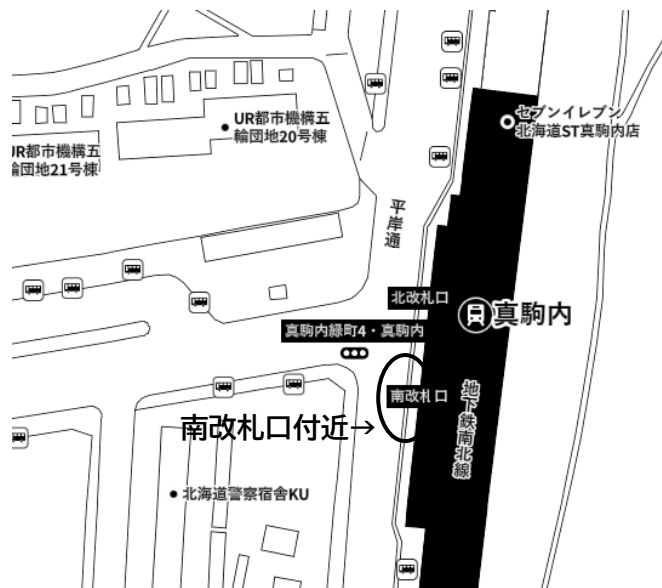 セブンイレブン
北海道ST真駒内店
UR都市機構五
輪団地20号棟
UR都市機構五
輪団地21号棟
平岸通
北改札口
真駒内
真駒内緑町4・真駒内
南改札口
地下鉄南北線
南改札口付近→
北海道警察宿舎KU